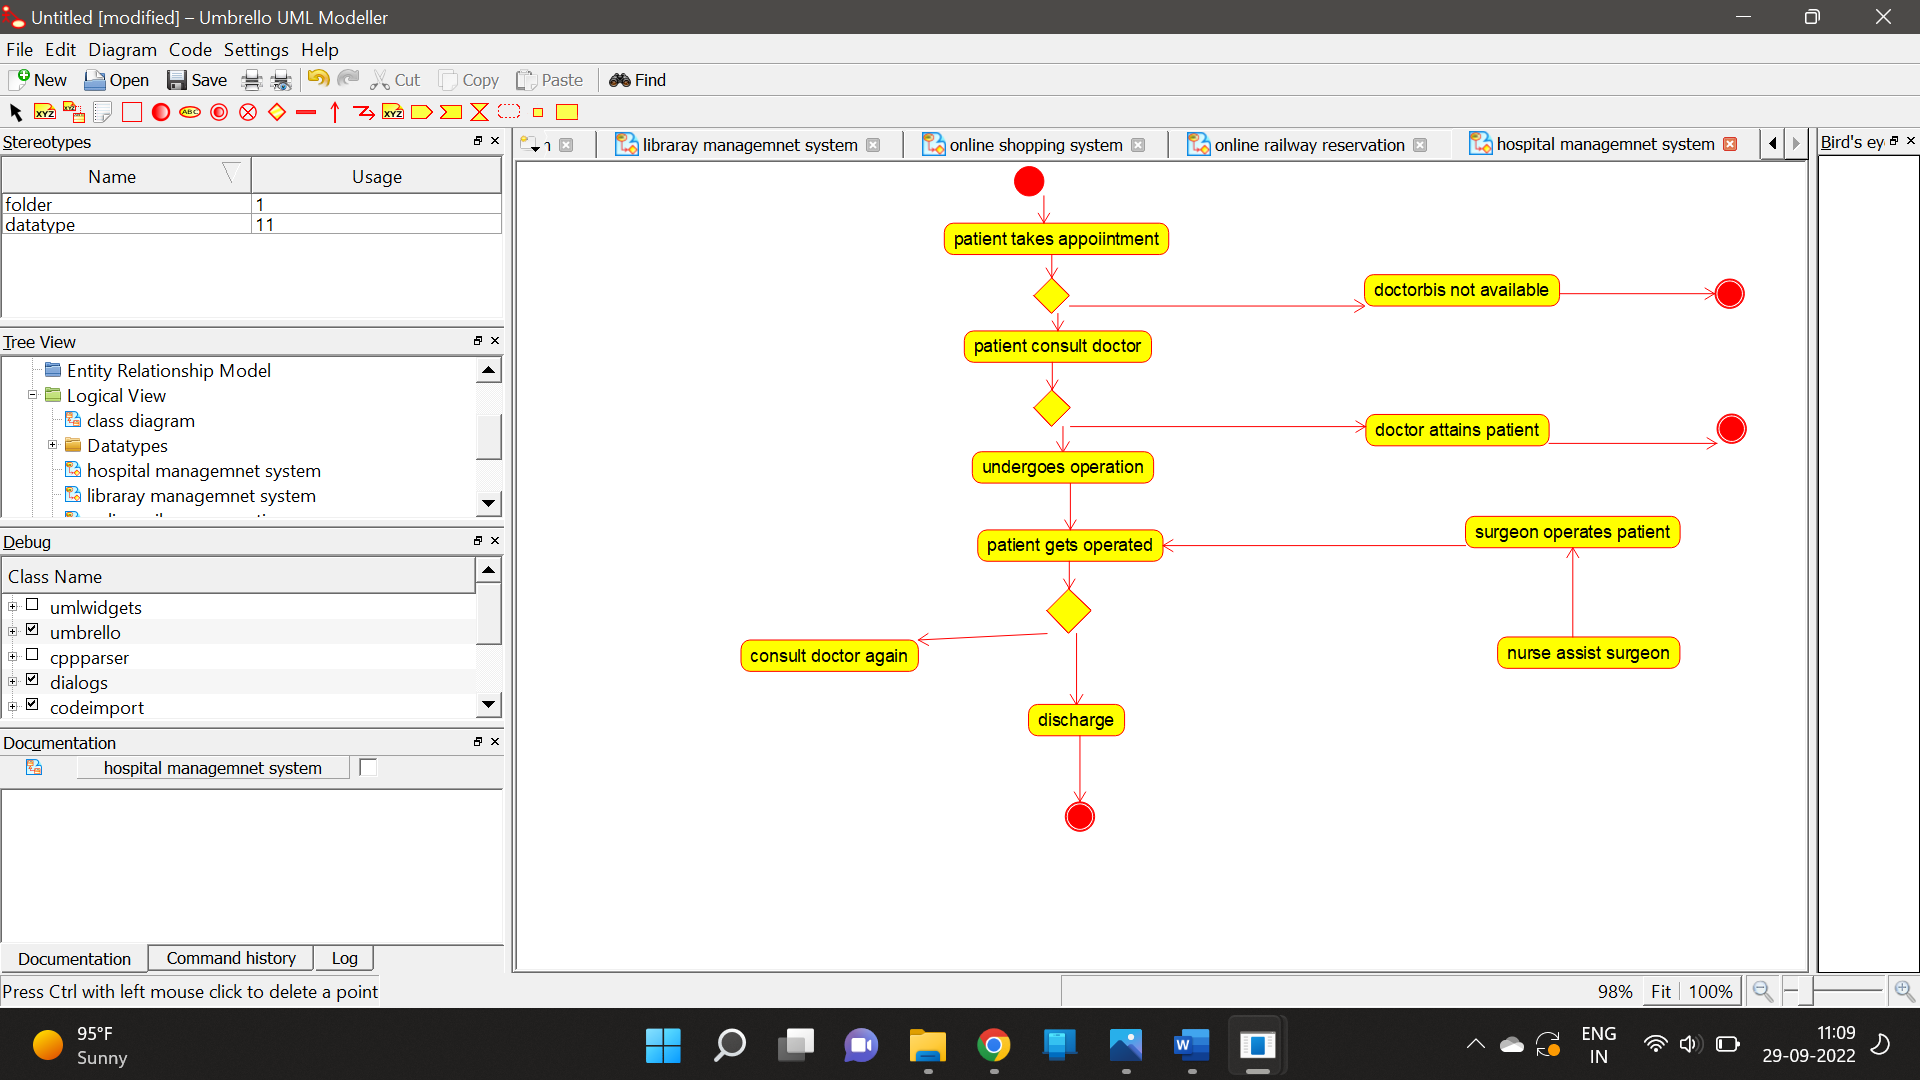 Untitled [modified] – Umbrello UML Modeller
File Edit Diagram Code Settings Help
New Open Save Cut Copy Paste Find
XYZ XYZ ABC XYZ
Stereotypes
Name Usage
folder 1
datatype 11
Tree View
Entity Relationship Model
Logical View
class diagram
Datatypes
hospital managemnet system
libraray managemnet system
Debug
Class Name
umlwidgets
umbrello
cppparser
dialogs
codeimport
Documentation
hospital managemnet system
Documentation Command history Log
Press Ctrl with left mouse click to delete a point
libraray managemnet system online shopping system online railway reservation hospital managemnet system
Bird's ey
patient takes appoiintment
doctorbis not available
patient consult doctor
doctor attains patient
undergoes operation
surgeon operates patient
patient gets operated
consult doctor again
nurse assist surgeon
discharge
98% Fit 100%
95°F
Sunny
W
ENG
IN
11:09
29-09-2022